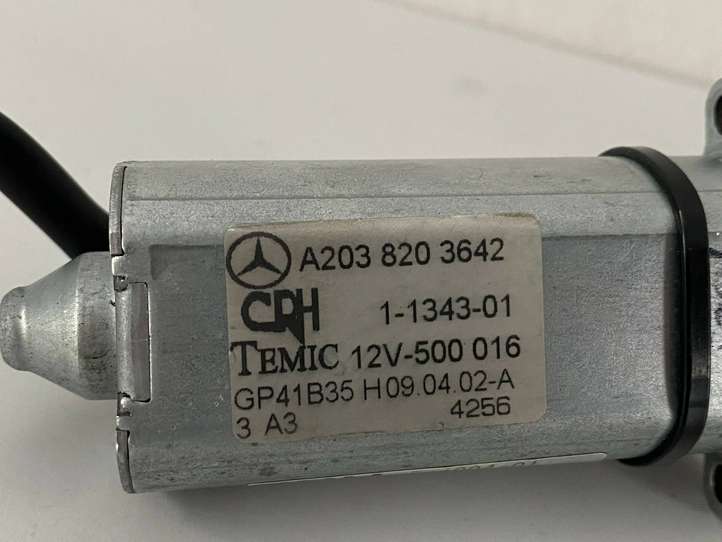 A203 820 3642
CRH 1-1343-01
TEMIC 12V-500 016
GP41B35 H09.04.02-A
3 A3 4256